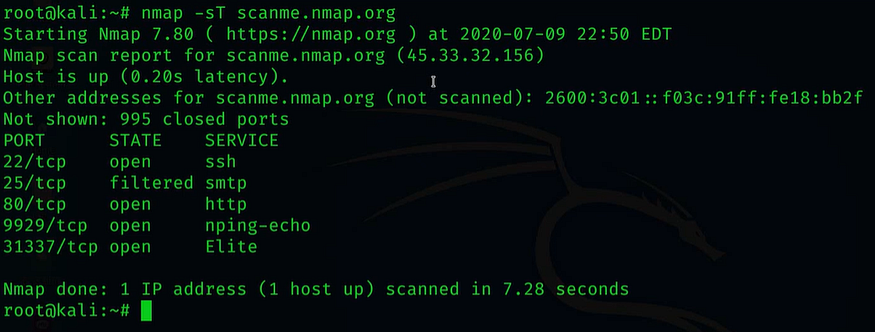 root@kali:~# nmap -sT scanme.nmap.org
Starting Nmap 7.80 ( https://nmap.org ) at 2020-07-09 22:50 EDT
Nmap scan report for scanme.nmap.org (45.33.32.156)
Host is up (0.20s latency).
Other addresses for scanme.nmap.org (not scanned): 2600:3c01::f03c:91ff:fe18:bb2f
Not shown: 995 closed ports
PORT      STATE    SERVICE
22/tcp    open     ssh
25/tcp    filtered smtp
80/tcp    open     http
9929/tcp  open     nping-echo
31337/tcp open     Elite
Nmap done: 1 IP address (1 host up) scanned in 7.28 seconds
root@kali:~#